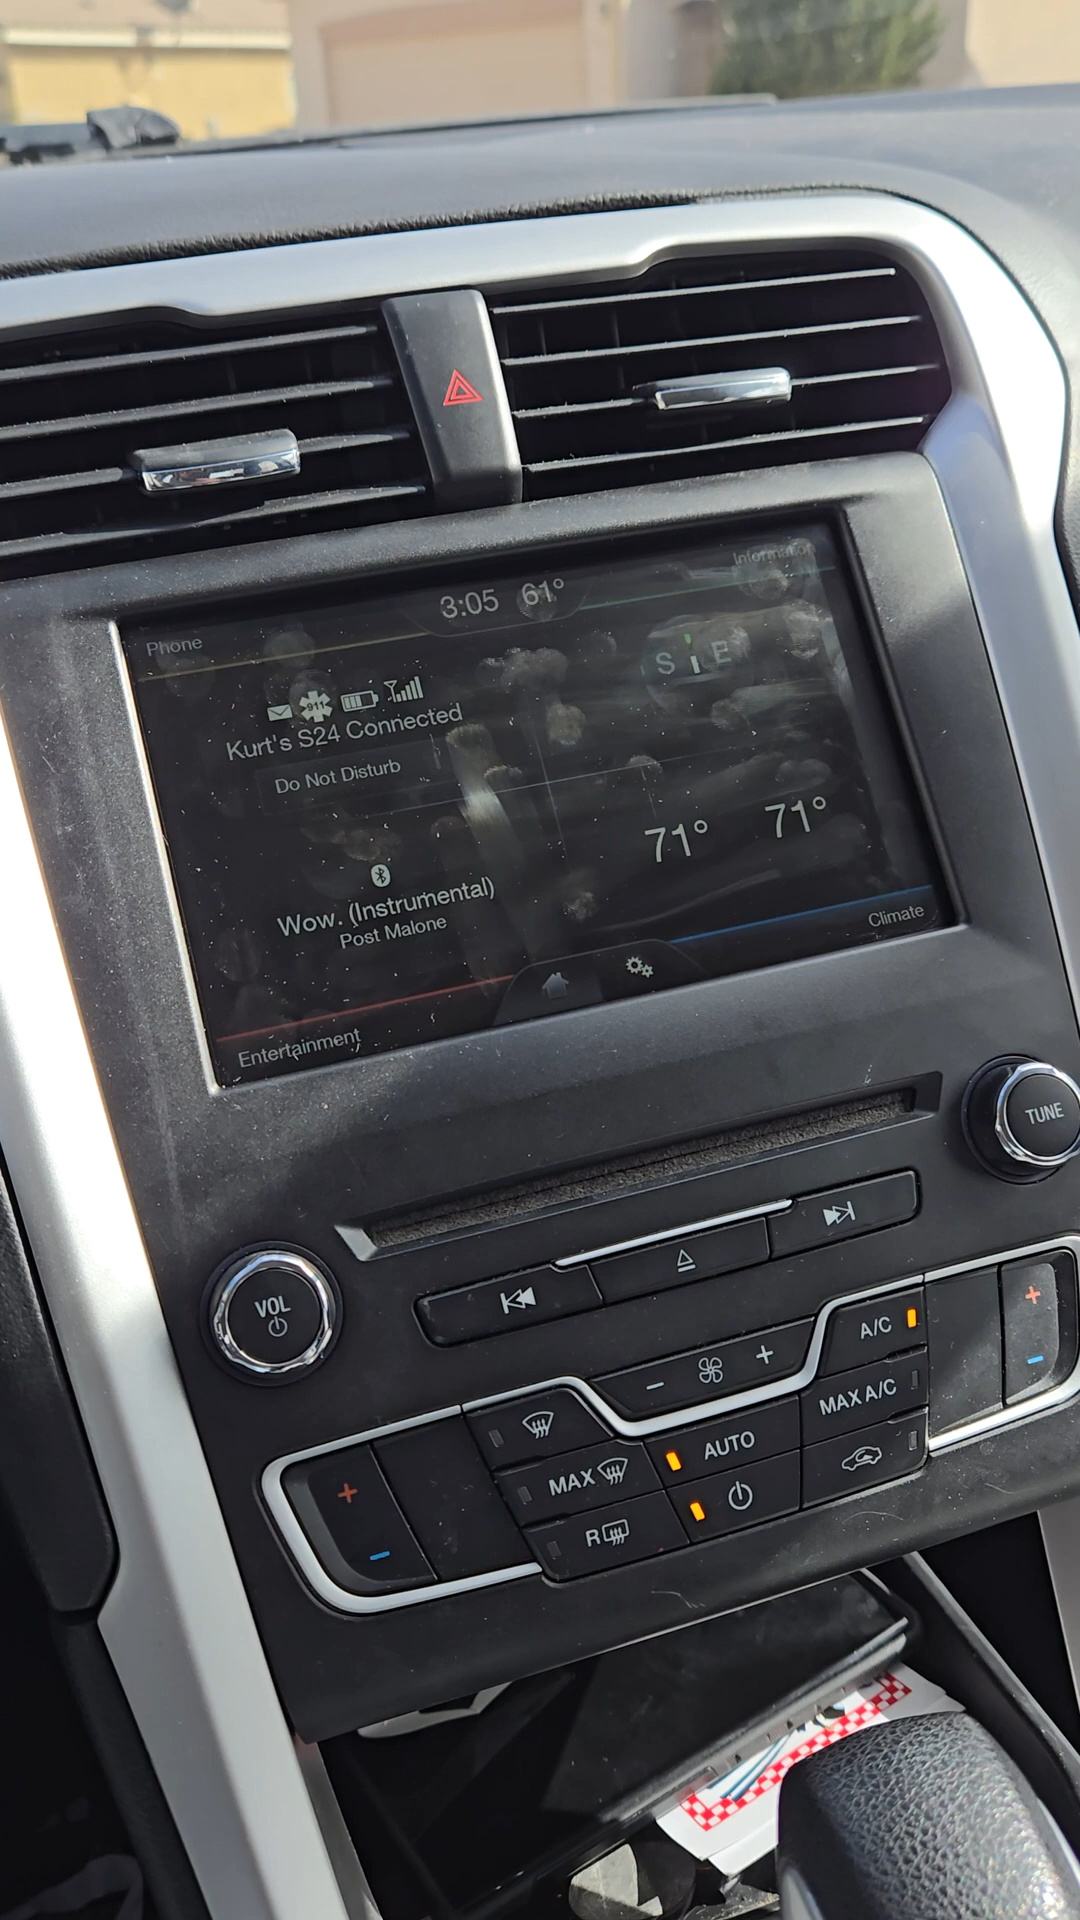 Information
3:05 61°
Phone
S E
911
Kurt's S24 Connected
Do Not Disturb
71° 71°
Wow. (Instrumental)
Post Malone
Climate
Entertainment
TUNE
VOL
A/C
MAX A/C
AUTO
MAX
R